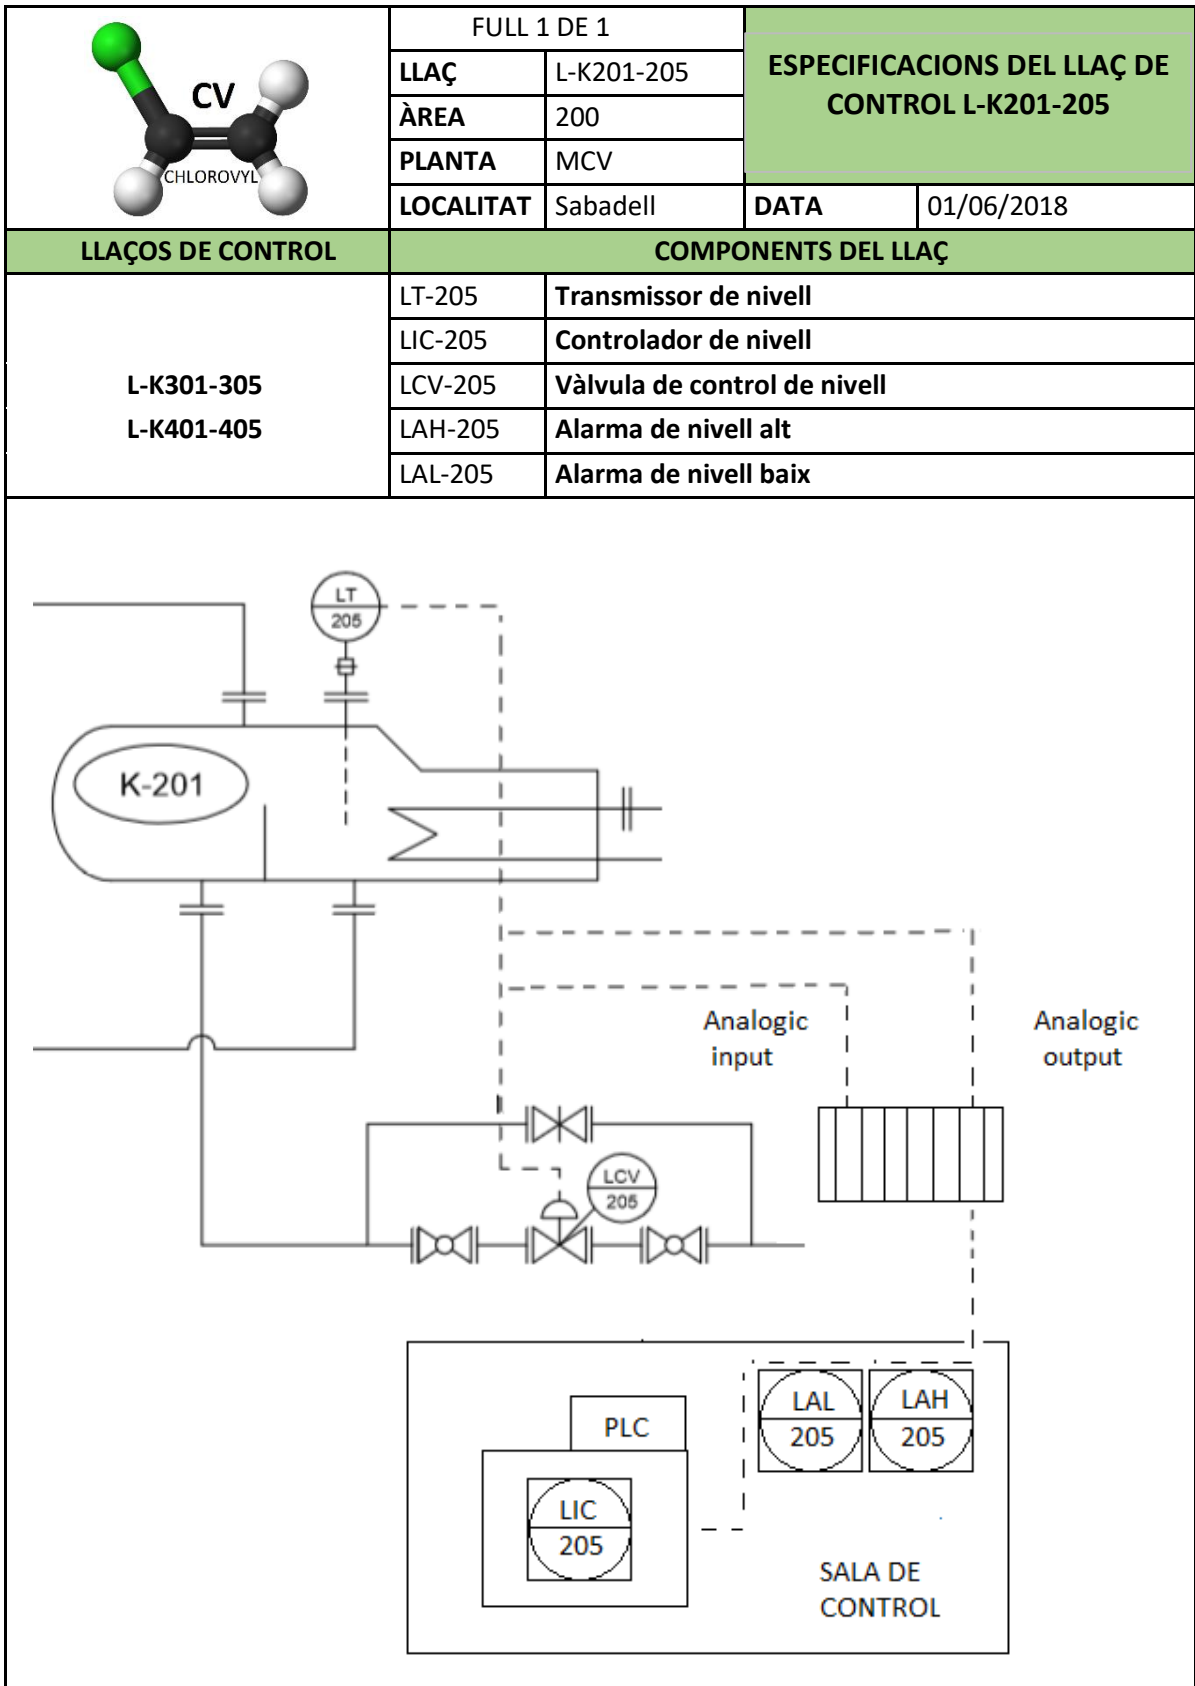 CV
CHLOROVYL
FULL 1 DE 1
LLAÇ L-K201-205
ÀREA 200
PLANTA MCV
LOCALITAT Sabadell
ESPECIFICACIONS DEL LLAÇ DE
CONTROL L-K201-205
DATA 01/06/2018
LLAÇOS DE CONTROL
COMPONENTS DEL LLAÇ
L-K301-305
L-K401-405
LT-205 Transmissor de nivell
LIC-205 Controlador de nivell
LCV-205 Vàlvula de control de nivell
LAH-205 Alarma de nivell alt
LAL-205 Alarma de nivell baix
LT
205
K-201
Analogic
input
Analogic
output
LCV
205
LAL
205
LAH
205
PLC
LIC
205
SALA DE
CONTROL